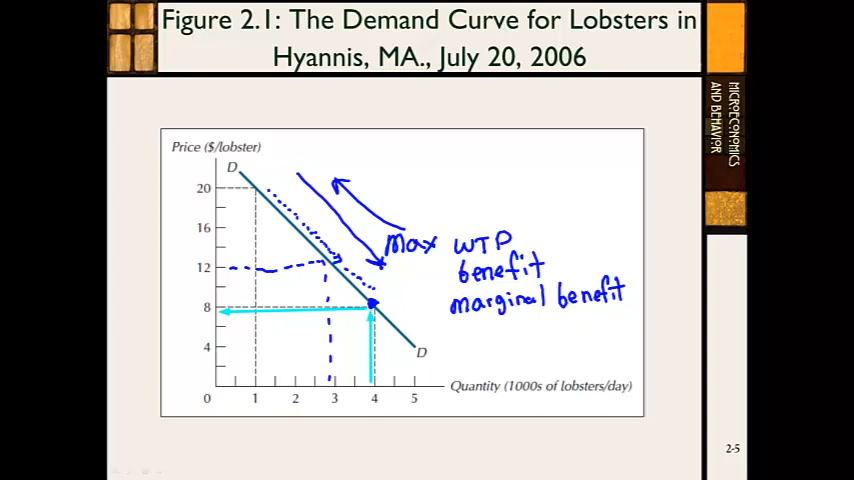 Figure 2.1: The Demand Curve for Lobsters in
Hyannis, MA., July 20, 2006
MICROECONOMICS
AND BEHAVIOR
Price ($/lobster)
D
20
16
12
8
4
0
1
2
3
4
5
Quantity (1000s of lobsters/day)
D
Max WTP
benefit
marginal benefit
2-5